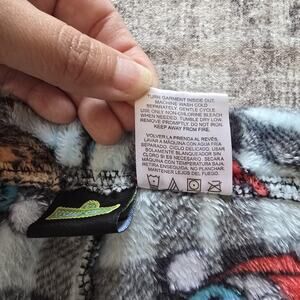 TURN GARMENT INSIDE OUT.
MACHINE WASH COLD
SEPARATELY, GENTLE CYCLE.
USE ONLY NON-CHLORINE BLEACH
WHEN NEEDED. TUMBLE DRY LOW.
REMOVE PROMPTLY. DO NOT IRON.
KEEP AWAY FROM FIRE.
VOLVER LA PRENDA AL REVÉS.
LAVAR A MÁQUINA CON AGUA FRÍA
SEPARADO, CICLO DELICADO. USAR
SOLAMENTE BLANQUEADOR SIN
CLORO SI ES NECESARIO. SECAR A
MÁQUINA CON TEMPERATURA BAJA.
REMOVER AL INSTANTE. NO PLANCHAR.
MANTENER LEJOS DEL FUEGO.